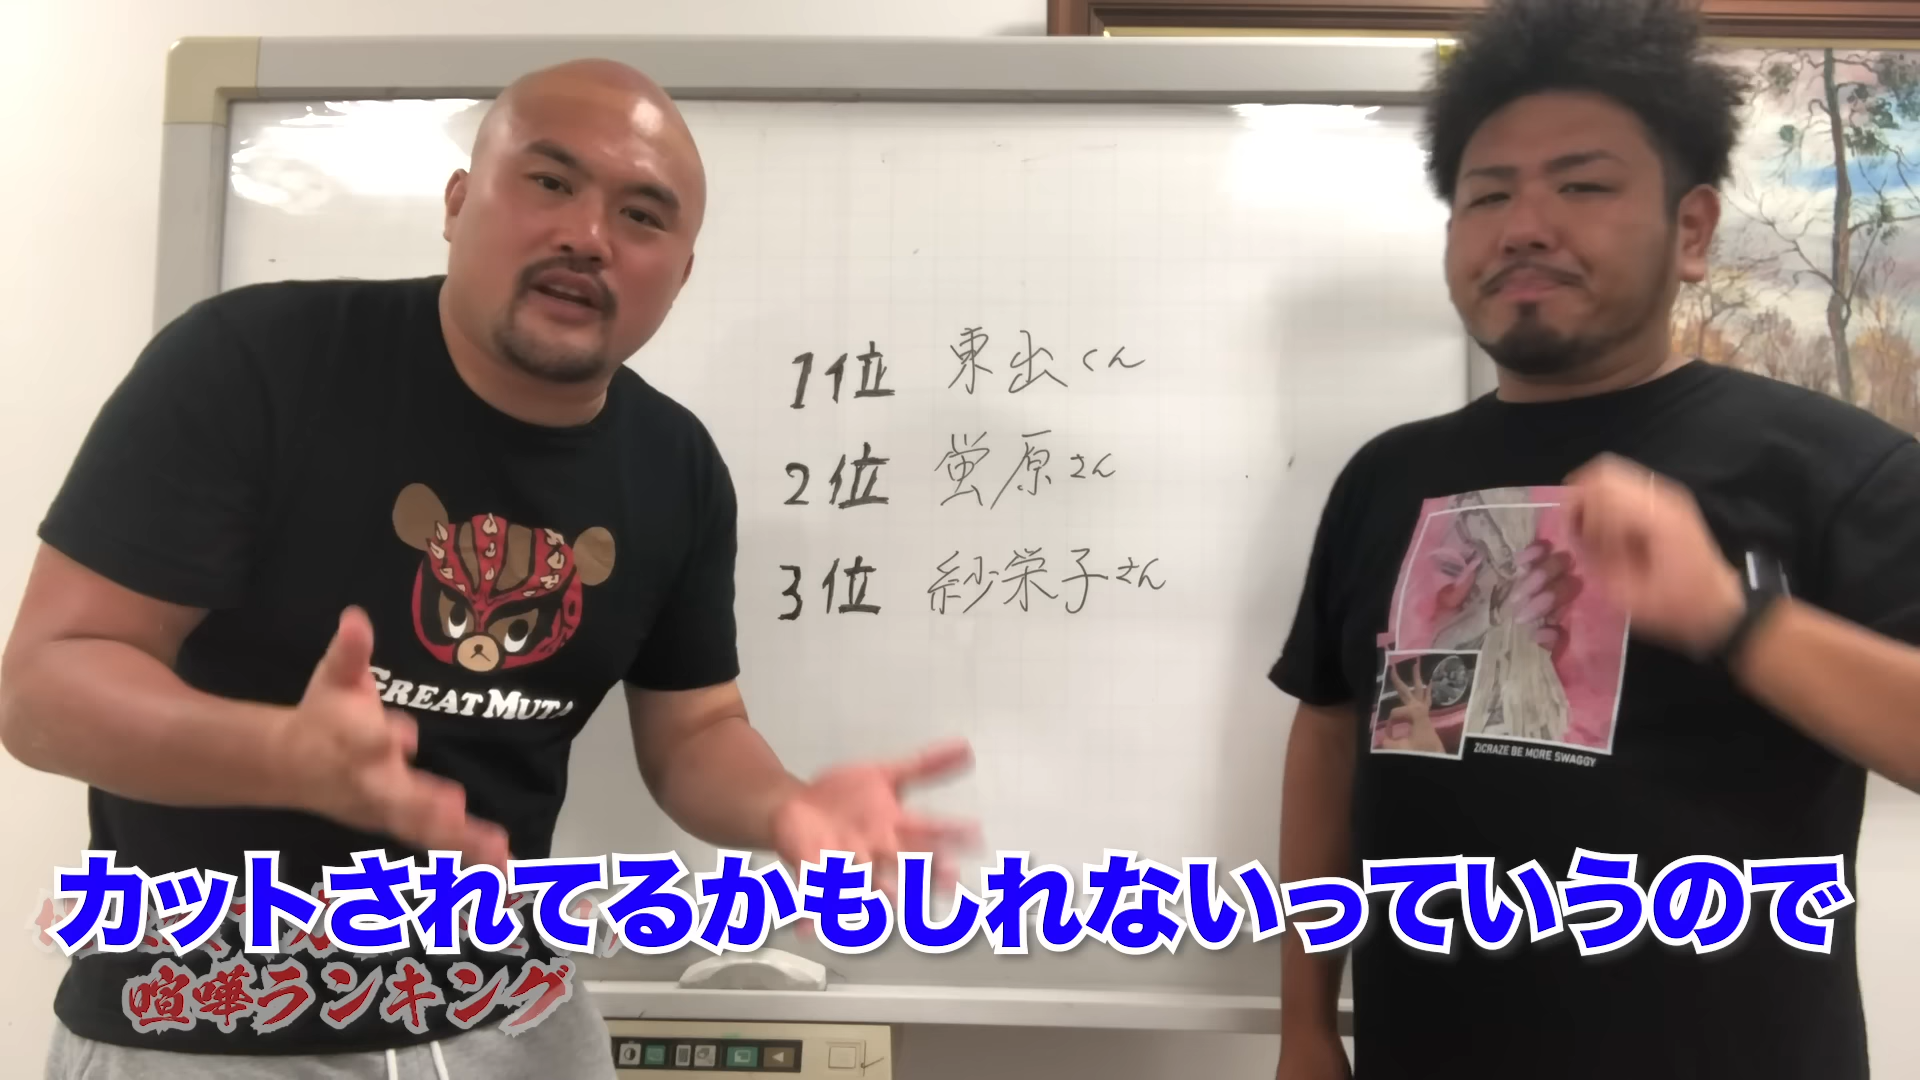 1位 東出くん
2位 蛍原さん
3位 紗栄子さん
GREAT MUTA
ZICRAZE BE MORE SWAGGY
カットされてるかもしれないっていうので
喧嘩ランキング